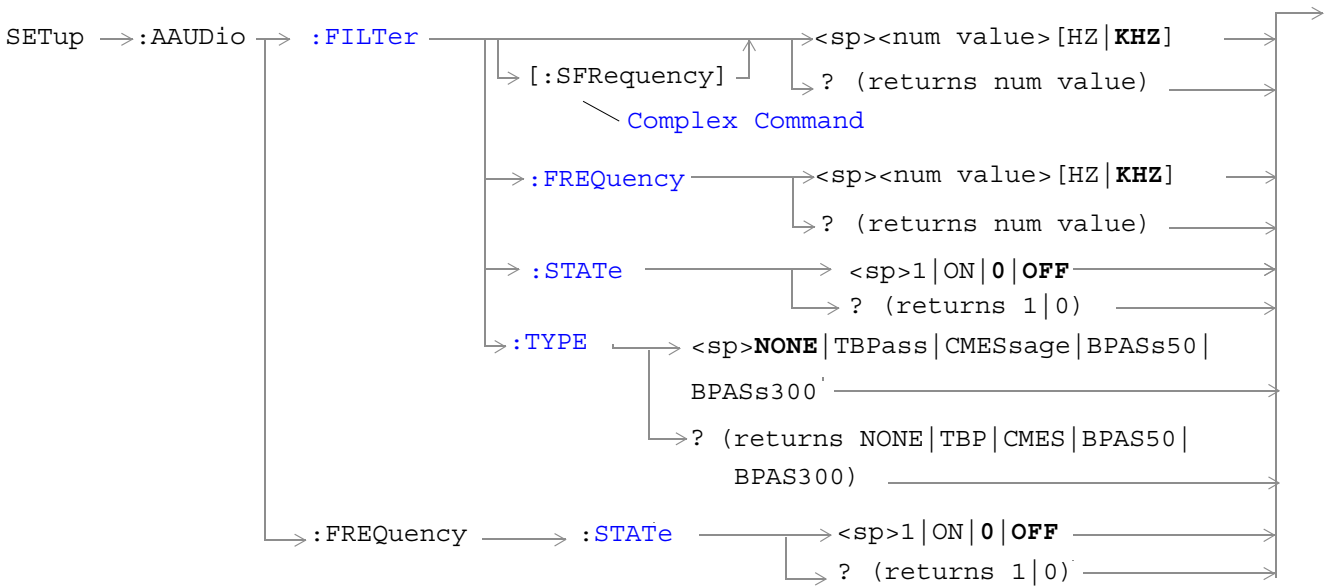 SETup :AAUDio :FILTer <sp><num value>[HZ|KHZ]
[:SFRequency] ? (returns num value)
Complex Command
:FREQuency <sp><num value>[HZ|KHZ]
? (returns num value)
:STATe <sp>1|ON|0|OFF
? (returns 1|0)
:TYPE <sp>NONE|TBPass|CMESsage|BPASs50|
BPASs300
? (returns NONE|TBP|CMES|BPAS50|
BPAS300)
:FREQuency :STATe <sp>1|ON|0|OFF
? (returns 1|0)